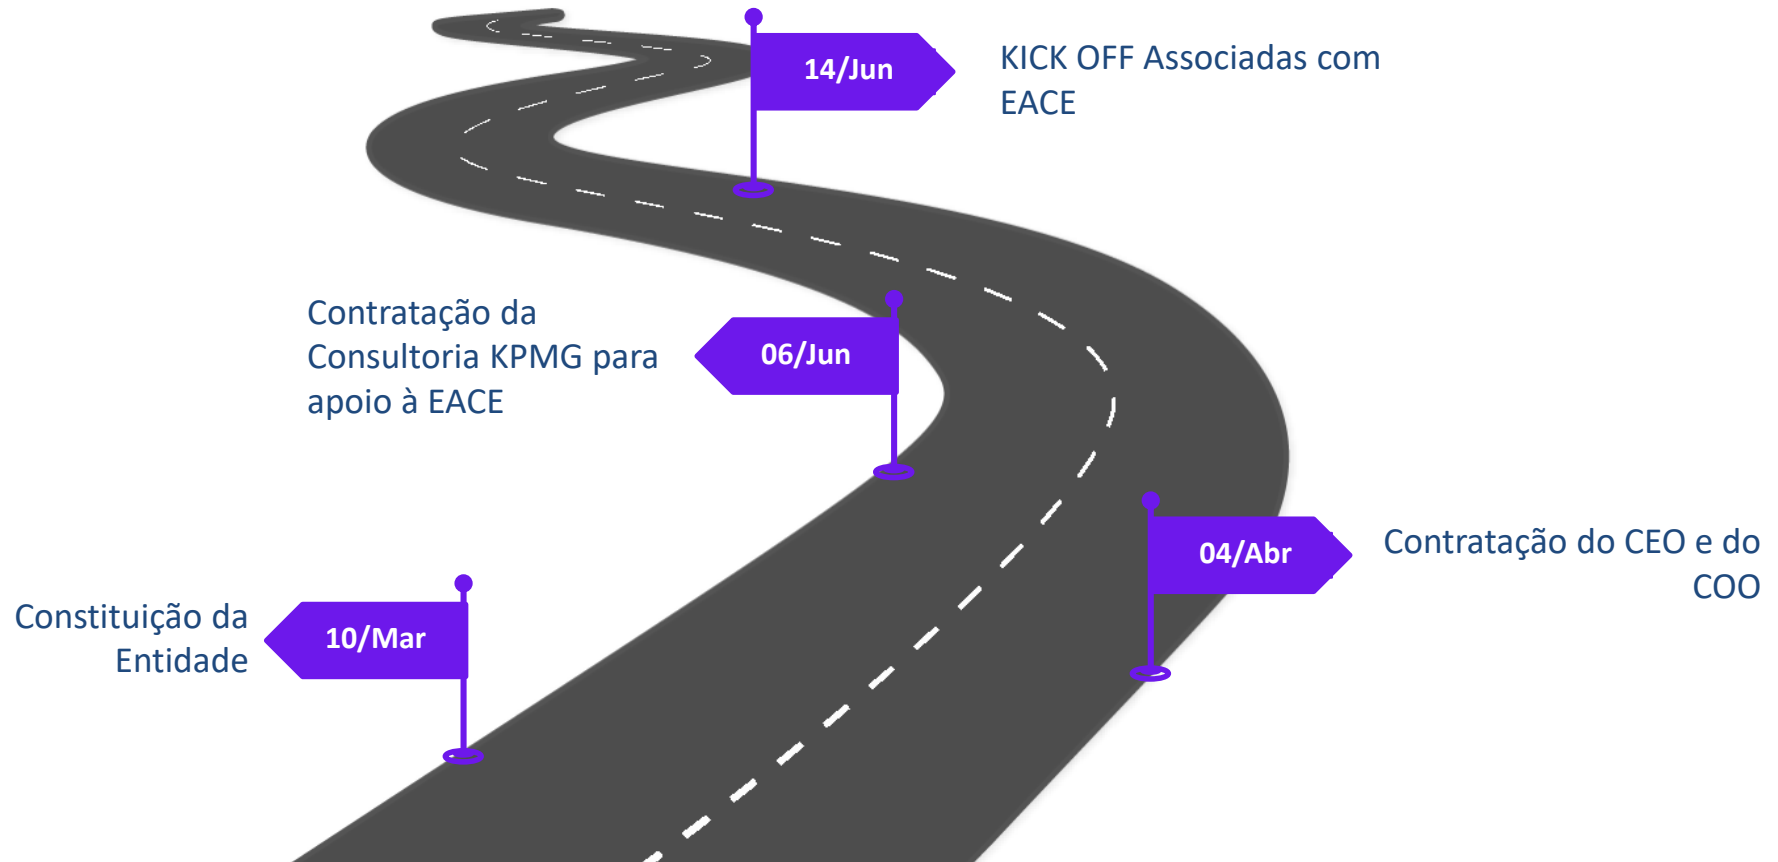 14/Jun
KICK OFF Associadas com
EACE
Contratação da
Consultoria KPMG para
apoio à EACE
06/Jun
04/Abr
Contratação do CEO e do
COO
Constituição da
Entidade
10/Mar